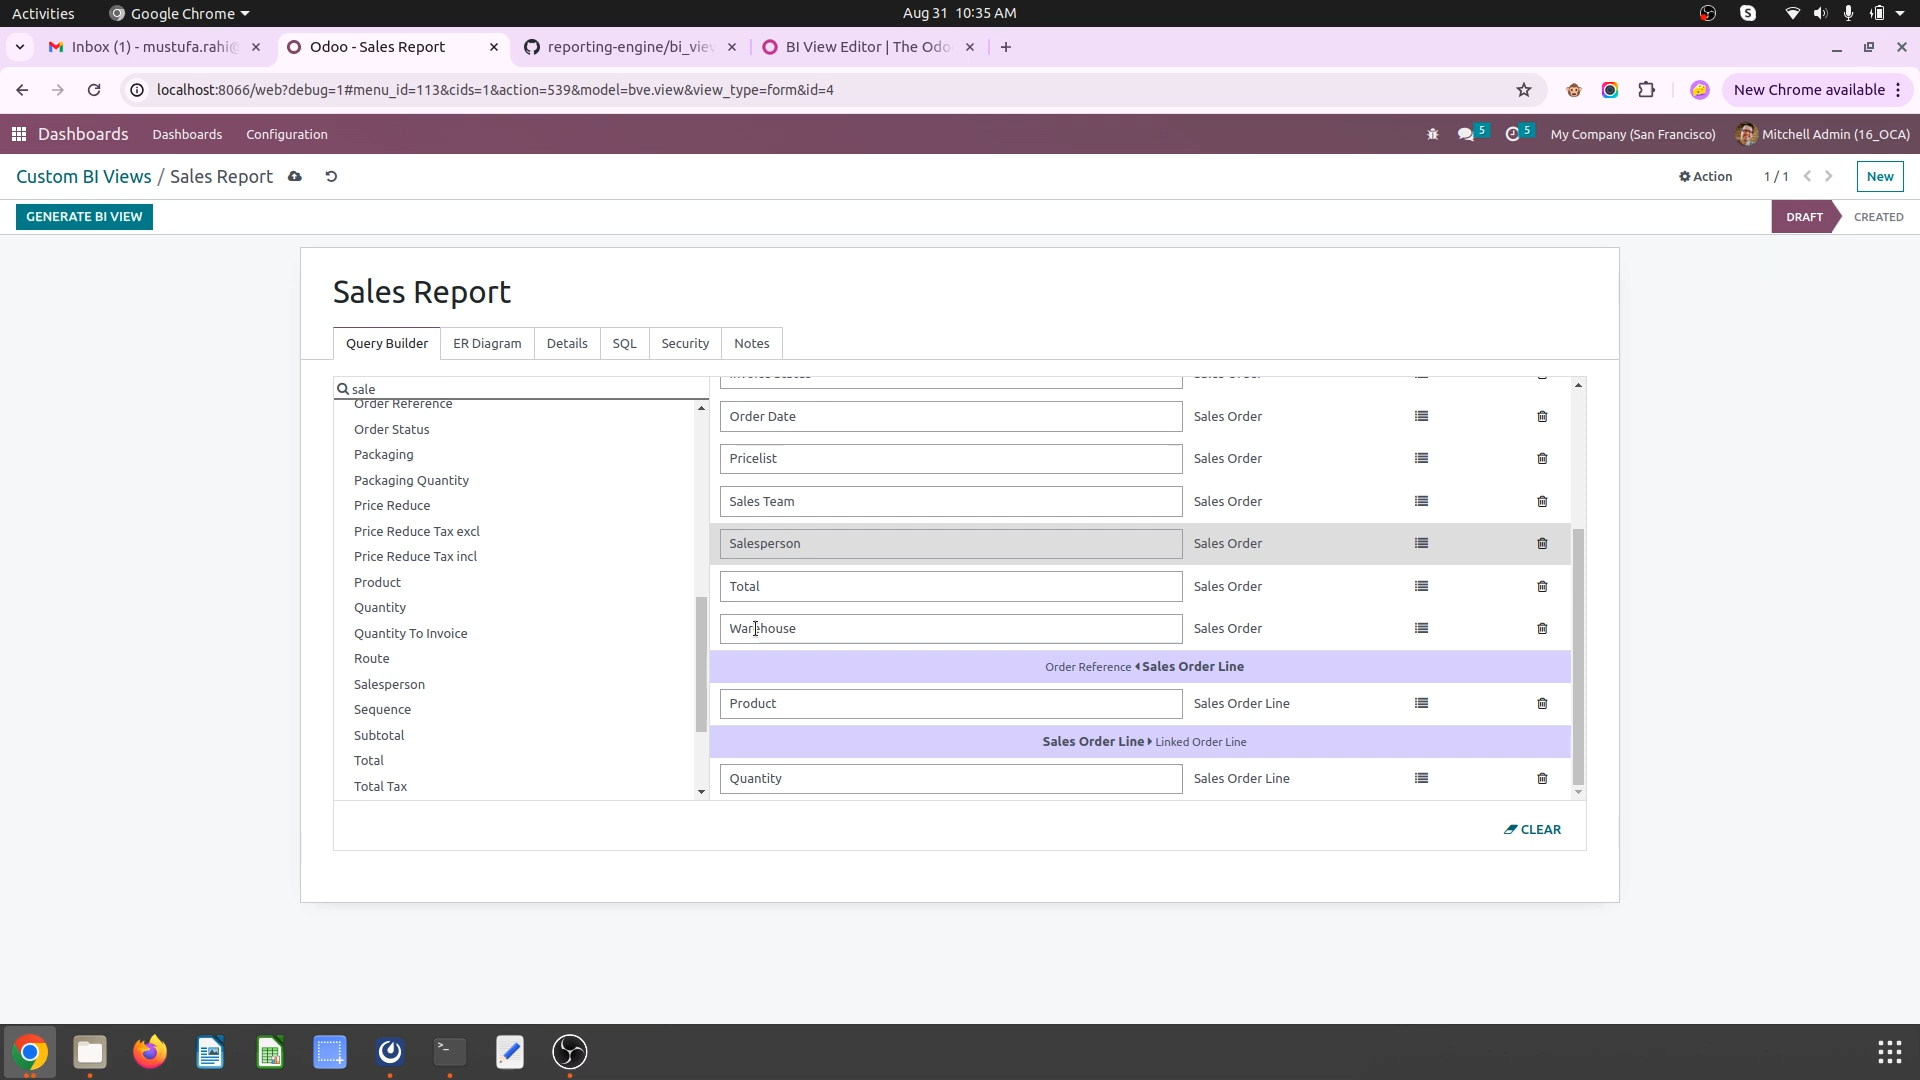 Activities
Google Chrome
Aug 31 10:35 AM
S
Inbox (1) - mustufa.rahi@
Odoo - Sales Report
reporting-engine/bi_view
BI View Editor | The Odo
localhost:8066/web?debug=1#menu_id=113&cids=1&action=539&model=bve.view&view_type=form&id=4
New Chrome available
Dashboards
Dashboards
Configuration
5
5
My Company (San Francisco)
Mitchell Admin (16_OCA)
Custom BI Views / Sales Report
Action
1 / 1
New
GENERATE BI VIEW
DRAFT
CREATED
Sales Report
Query Builder
ER Diagram
Details
SQL
Security
Notes
sale
Order Reference
Order Status
Packaging
Packaging Quantity
Price Reduce
Price Reduce Tax excl
Price Reduce Tax incl
Product
Quantity
Quantity To Invoice
Route
Salesperson
Sequence
Subtotal
Total
Total Tax
Order Date Sales Order
Pricelist Sales Order
Sales Team Sales Order
Salesperson Sales Order
Total Sales Order
Warehouse Sales Order
Order Reference Sales Order Line
Product Sales Order Line
Sales Order Line Linked Order Line
Quantity Sales Order Line
CLEAR